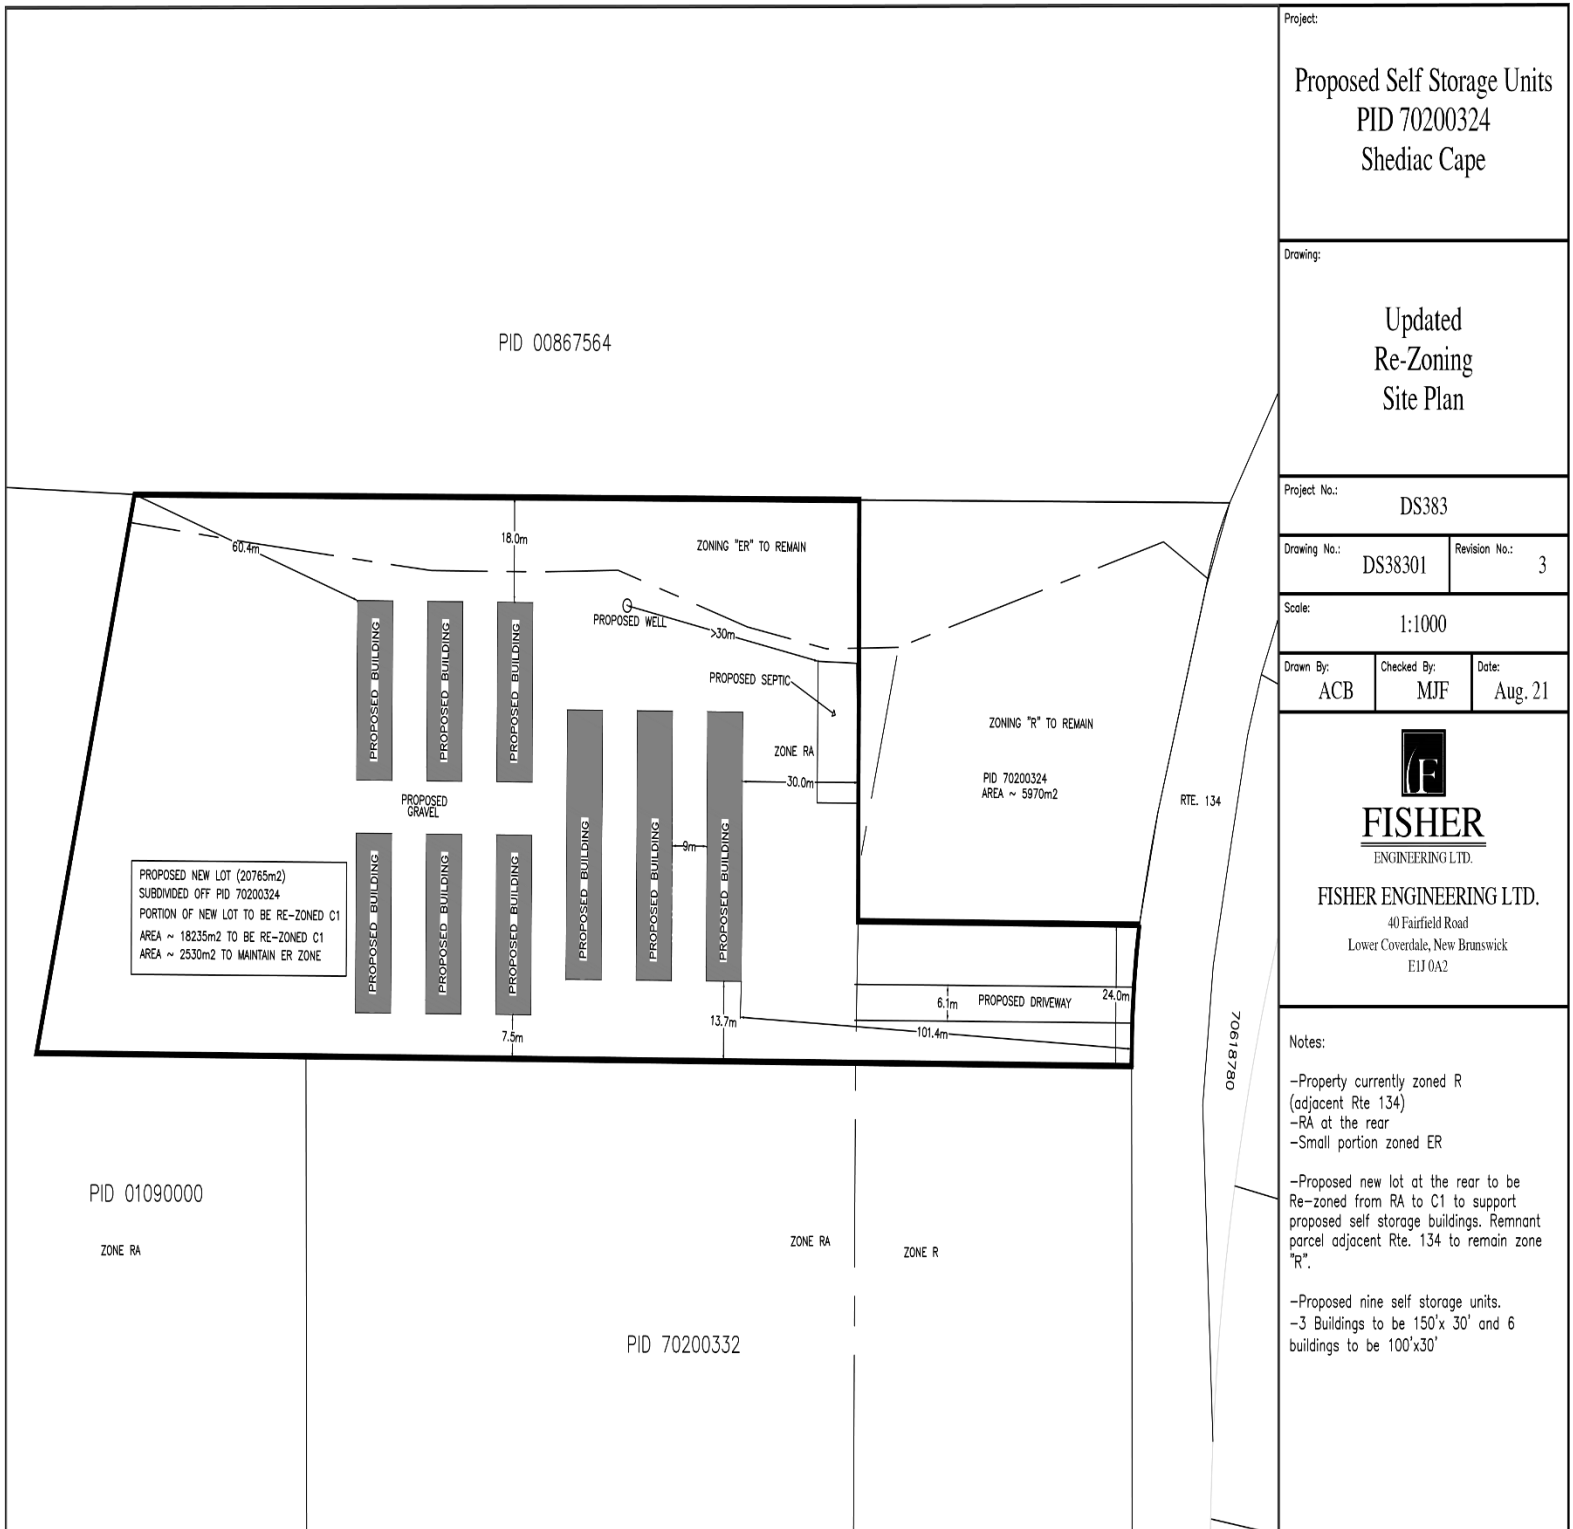 PID 00867564
60.4m
18.0m
ZONING "ER" TO REMAIN
PROPOSED WELL
>30m
PROPOSED SEPTIC
ZONING "R" TO REMAIN
ZONE RA
30.0m
PID 70200324
AREA ~ 5970m2
RTE. 134
PROPOSED BUILDING
PROPOSED BUILDING
PROPOSED BUILDING
PROPOSED
GRAVEL
PROPOSED BUILDING
PROPOSED BUILDING
PROPOSED BUILDING
9m
PROPOSED BUILDING
PROPOSED BUILDING
PROPOSED BUILDING
PROPOSED NEW LOT (20765m2)
SUBDIVIDED OFF PID 70200324
PORTION OF NEW LOT TO BE RE-ZONED C1
AREA ~ 18235m2 TO BE RE-ZONED C1
AREA ~ 2530m2 TO MAINTAIN ER ZONE
6.1m
PROPOSED DRIVEWAY
24.0m
13.7m
101.4m
7.5m
70618780
PID 01090000
ZONE RA
ZONE RA
ZONE R
PID 70200332
Project:
Proposed Self Storage Units
PID 70200324
Shediac Cape
Drawing:
Updated
Re-Zoning
Site Plan
Project No.:
DS383
Drawing No.:
DS38301
Revision No.:
3
Scale:
1:1000
Drawn By:
ACB
Checked By:
MJF
Date:
Aug. 21
F
FISHER
ENGINEERING LTD.
FISHER ENGINEERING LTD.
40 Fairfield Road
Lower Coverdale, New Brunswick
E1J 0A2
Notes:
-Property currently zoned R
(adjacent Rte 134)
-RA at the rear
-Small portion zoned ER
-Proposed new lot at the rear to be
Re-zoned from RA to C1 to support
proposed self storage buildings. Remnant
parcel adjacent Rte. 134 to remain zone
"R".
-Proposed nine self storage units.
-3 Buildings to be 150'x 30' and 6
buildings to be 100'x30'